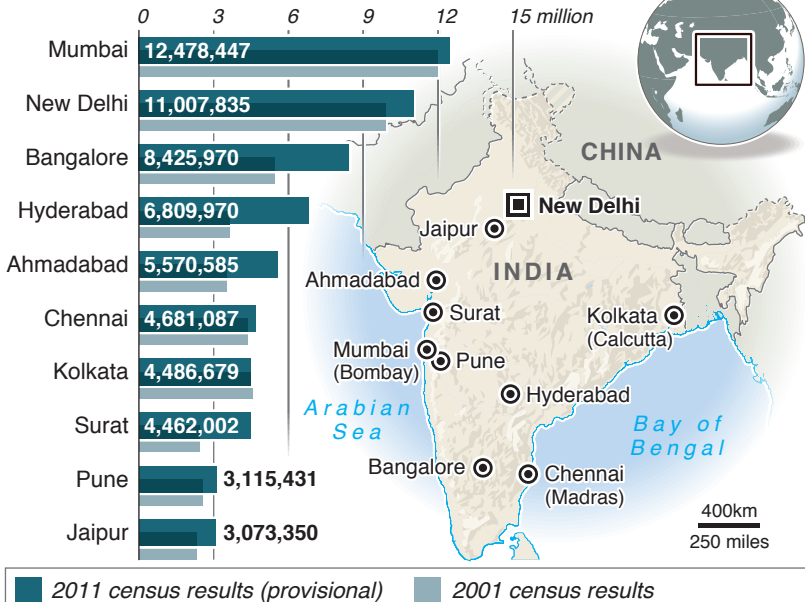 0 3 6 9 12 15 million
Mumbai 12,478,447
New Delhi 11,007,835
Bangalore 8,425,970
Hyderabad 6,809,970
Ahmadabad 5,570,585
Chennai 4,681,087
Kolkata 4,486,679
Surat 4,462,002
Pune 3,115,431
Jaipur 3,073,350
CHINA
New Delhi
Jaipur
INDIA
Ahmadabad
Surat
Kolkata
(Calcutta)
Mumbai
(Bombay)
Pune
Hyderabad
Arabian
Sea
Bay of
Bengal
Bangalore
Chennai
(Madras)
400km
250 miles
2011 census results (provisional) 2001 census results